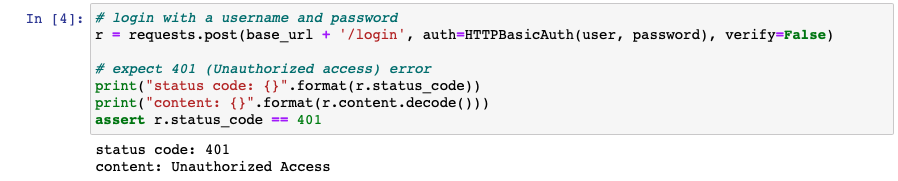 In [4]: # login with a username and password
r = requests.post(base_url + '/login', auth=HTTPBasicAuth(user, password), verify=False)
# expect 401 (Unauthorized access) error
print("status code: {}".format(r.status_code))
print("content: {}".format(r.content.decode()))
assert r.status_code == 401
status code: 401
content: Unauthorized Access